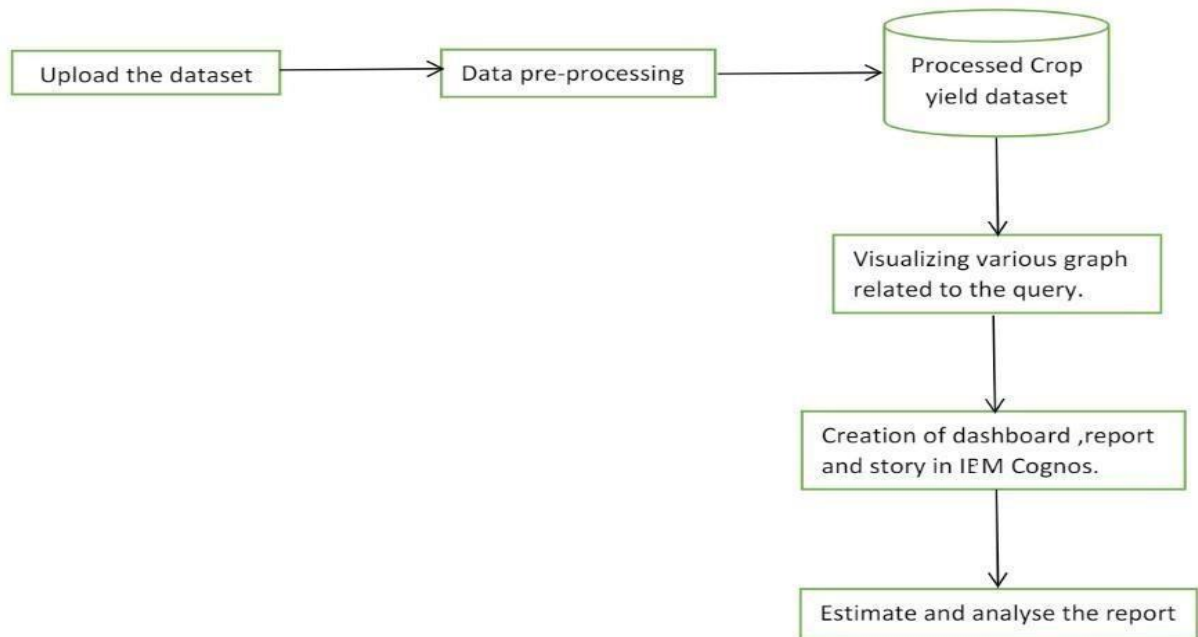 Upload the dataset
Data pre-processing
Processed Crop
yield dataset
Visualizing various graph
related to the query.
Creation of dashboard ,report
and story in IBM Cognos.
Estimate and analyse the report